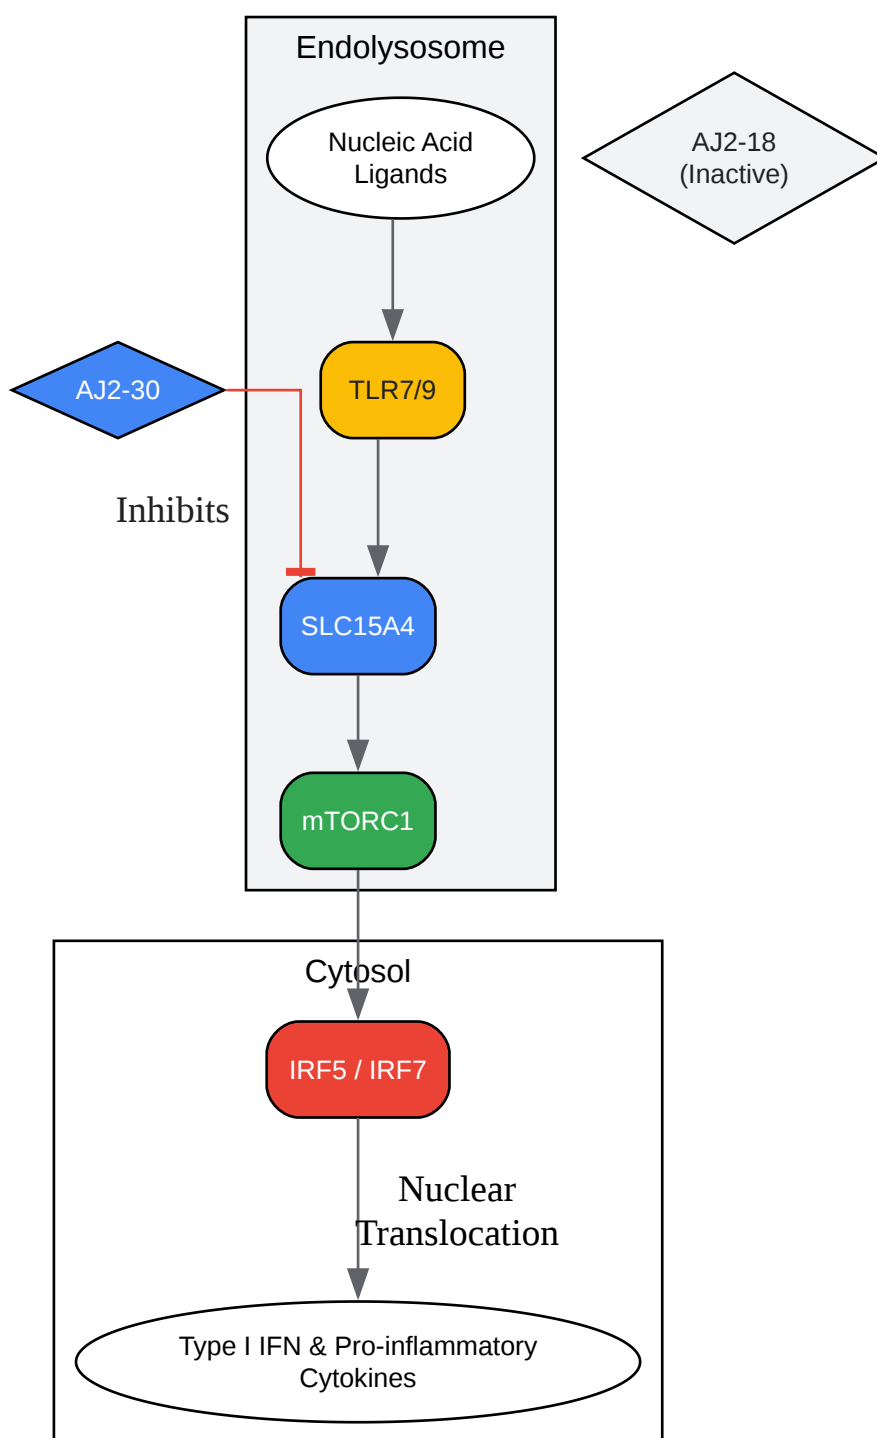 Endolysosome
Nucleic Acid
Ligands
AJ2-18
(Inactive)
AJ2-30
TLR7/9
Inhibits
SLC15A4
mTORC1
Cytosol
IRF5 / IRF7
Nuclear
Translocation
Type I IFN & Pro-inflammatory
Cytokines